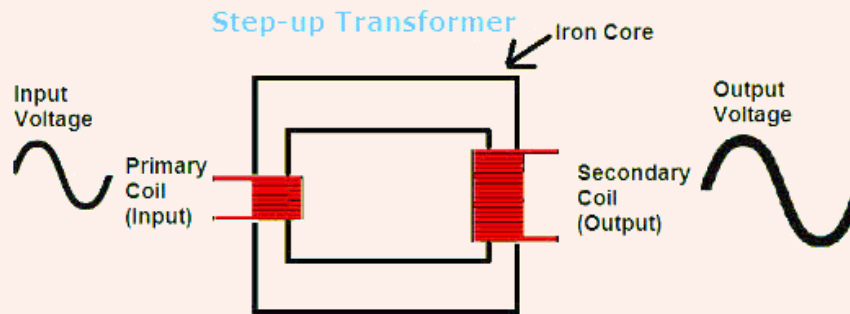 Step-up Transformer
Iron Core
Input
Voltage
Primary
Coil
(Input)
Secondary
Coil
(Output)
Output
Voltage